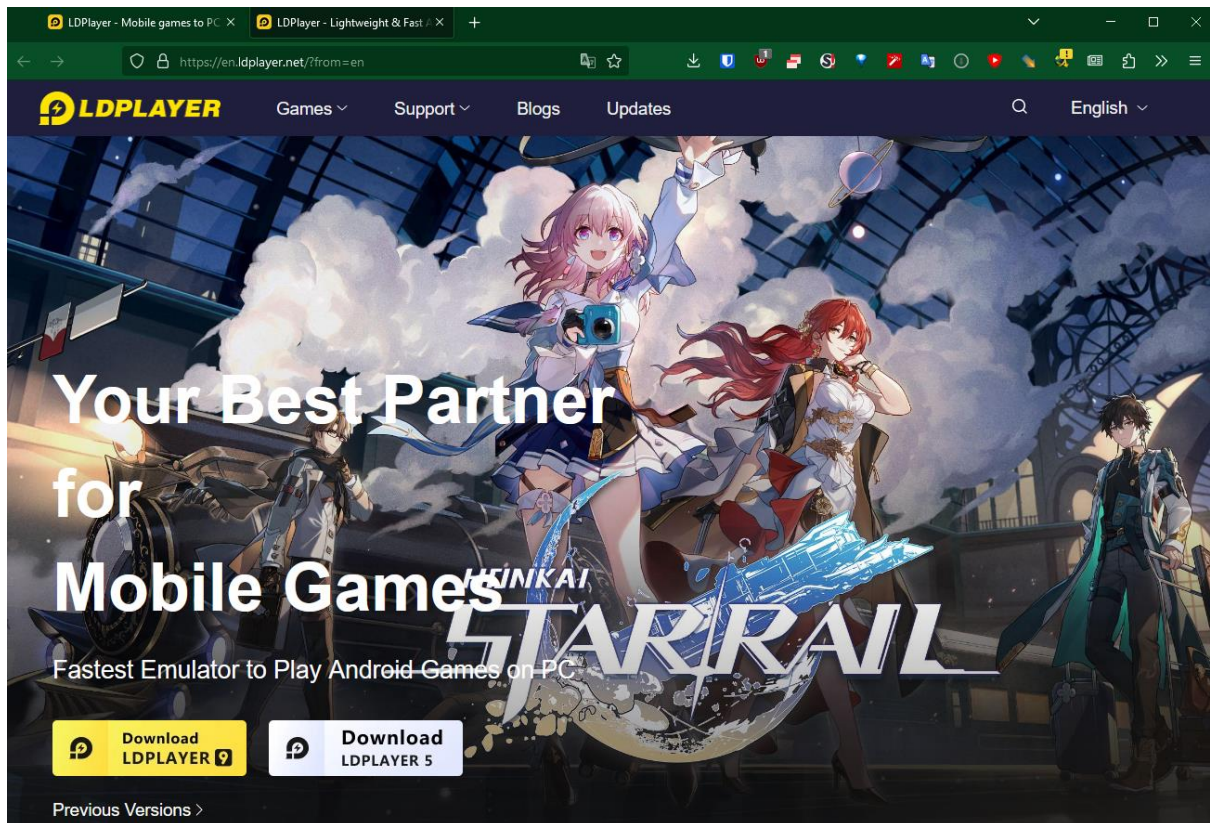 LDPlayer - Mobile games to PC
LDPlayer - Lightweight & Fast
https://en.ldplayer.net/?from=en
1
LDPLAYER
Games
Support
Blogs
Updates
English
Your Best Partner
for
Mobile Games
STAR RAIL
Fastest Emulator to Play Android Games on PC
Download
LDPLAYER 9
Download
LDPLAYER 5
Previous Versions >